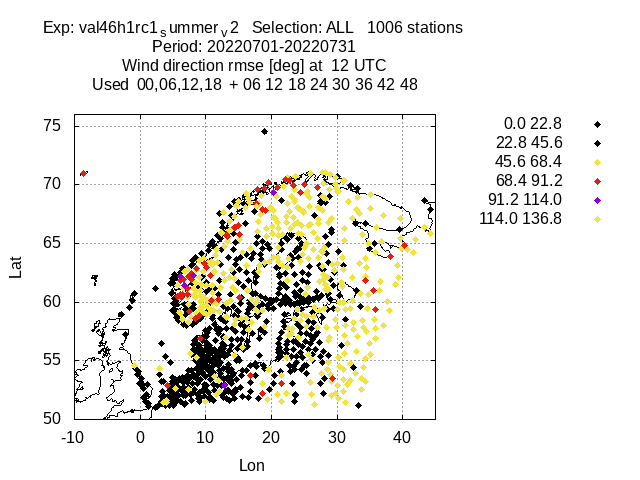 Exp: val46h1rc1summerv2 Selection: ALL 1006 stations
Period: 20220701-20220731
Wind direction rmse [deg] at 12 UTC
Used 00,06,12,18 + 06 12 18 24 30 36 42 48
0.0 22.8
22.8 45.6
45.6 68.4
68.4 91.2
91.2 114.0
114.0 136.8
75
70
65
60
55
50
Lat
-10 0 10 20 30 40
Lon